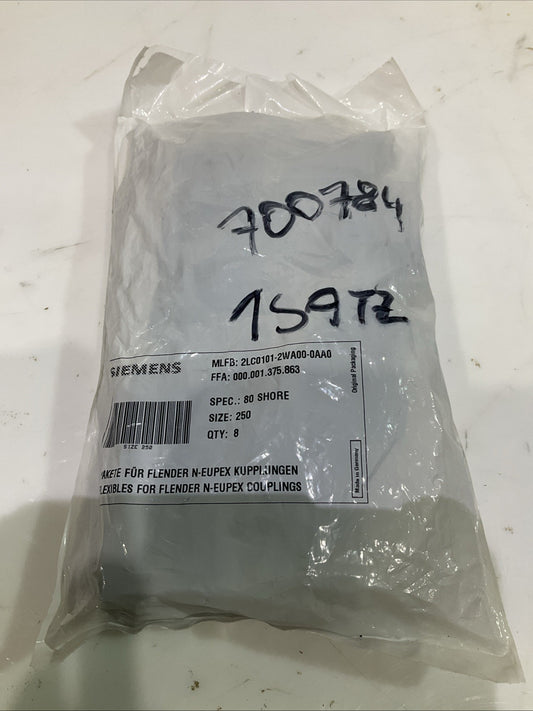 700784
1S9TZ
SIEMENS
MLFB: 2LC0101-2WA00-0AA0
FFA: 000.001.375.863
SPEC.: 80 SHORE
SIZE: 250
QTY: 8
SIZE 250
Original Packaging
Made in Germany
PAKETE FÜR FLENDER N-EUPEX KUPPLUNGEN
FLEXIBLES FOR FLENDER N-EUPEX COUPLINGS